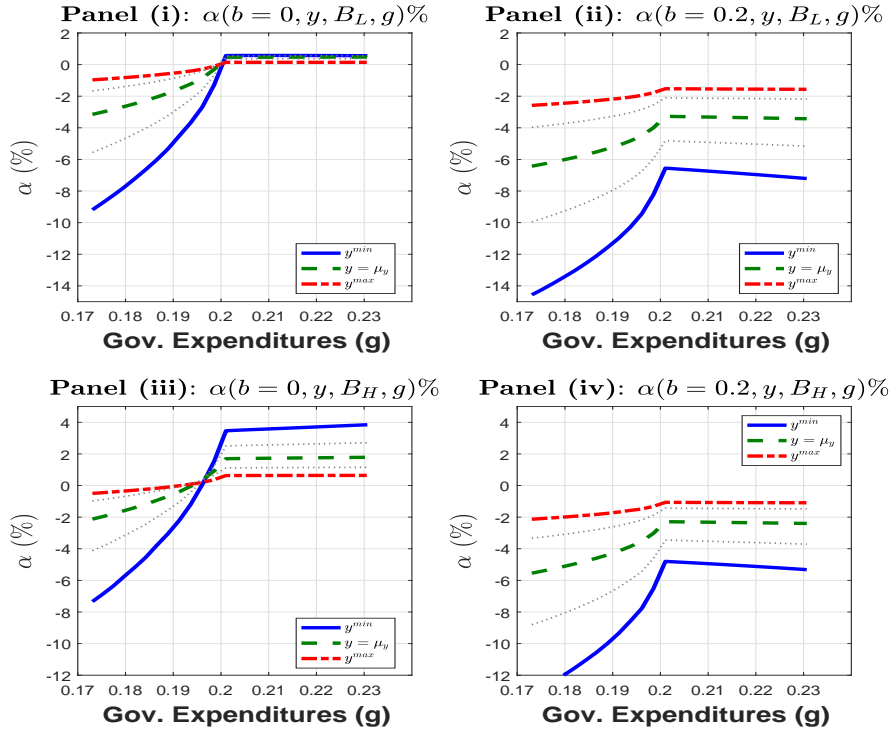 Panel (i): α(b = 0, y, B_L, g)%
2
0
-2
-4
-6
-8
-10
-12
-14
α (%)
y^min
y = μ_y
y^max
0.17 0.18 0.19 0.2 0.21 0.22 0.23
Gov. Expenditures (g)
Panel (ii): α(b = 0.2, y, B_L, g)%
2
0
-2
-4
-6
-8
-10
-12
-14
α (%)
y^min
y = μ_y
y^max
0.17 0.18 0.19 0.2 0.21 0.22 0.23
Gov. Expenditures (g)
Panel (iii): α(b = 0, y, B_H, g)%
4
2
0
-2
-4
-6
-8
-10
-12
α (%)
y^min
y = μ_y
y^max
0.17 0.18 0.19 0.2 0.21 0.22 0.23
Gov. Expenditures (g)
Panel (iv): α(b = 0.2, y, B_H, g)%
4
2
0
-2
-4
-6
-8
-10
-12
α (%)
y^min
y = μ_y
y^max
0.17 0.18 0.19 0.2 0.21 0.22 0.23
Gov. Expenditures (g)